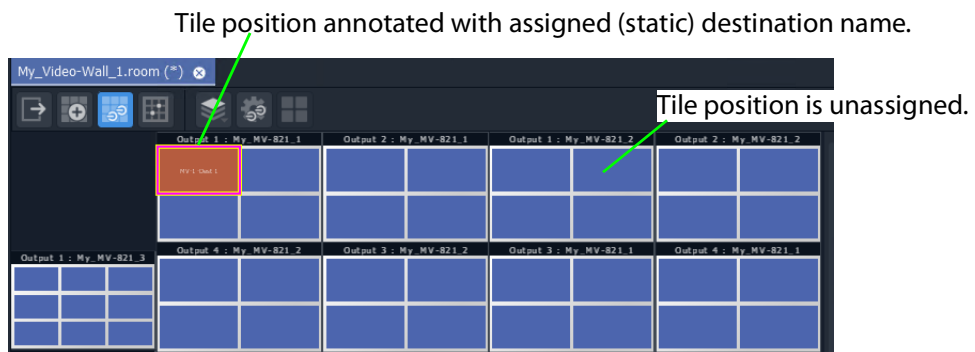 Tile position annotated with assigned (static) destination name.
My_Video-Wall_1.room (*)
Tile position is unassigned.
Output 1 : My_MV-821_1
Output 2 : My_MV-821_1
Output 1 : My_MV-821_2
Output 2 : My_MV-821_2
Output 4 : My_MV-821_2
Output 3 : My_MV-821_2
Output 3 : My_MV-821_1
Output 4 : My_MV-821_1
Output 1 : My_MV-821_3